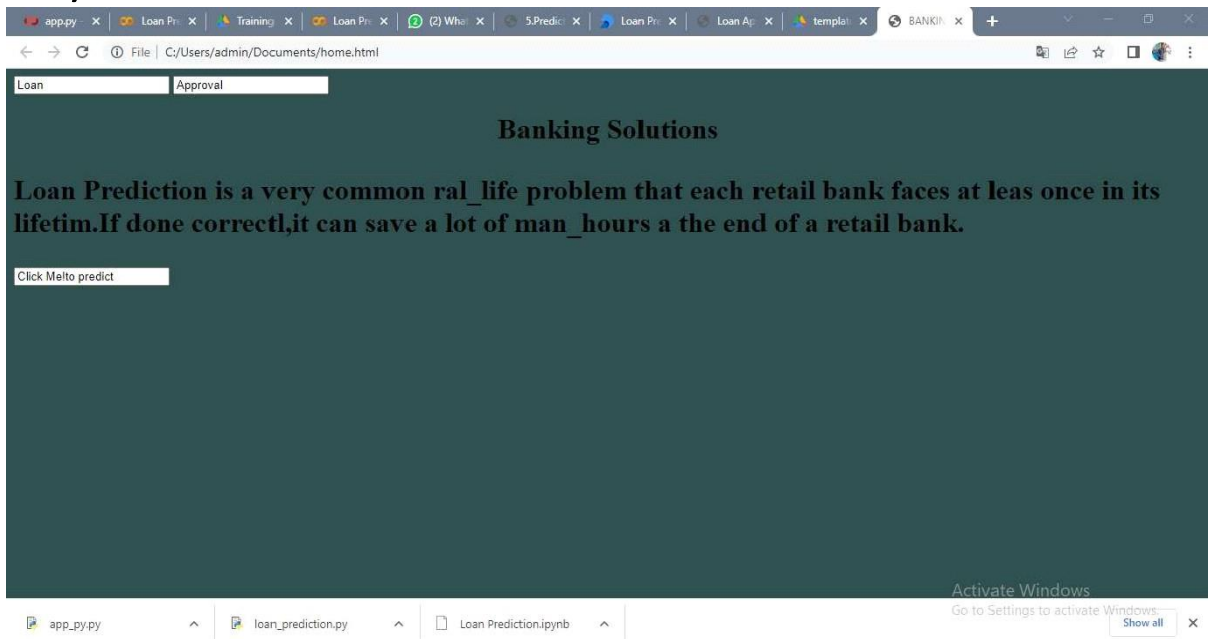 app.py - Loan Pre Training Loan Pre (2) What 5.Predic Loan Pre Loan Ap templat BANKIN
File | C:/Users/admin/Documents/home.html
Loan Approval
Banking Solutions
Loan Prediction is a very common ral_life problem that each retail bank faces at leas once in its
lifetim.If done correctl,it can save a lot of man_hours a the end of a retail bank.
Click Melto predict
Activate Windows
Go to Settings to activate Windows.
app_py.py loan_prediction.py Loan Prediction.ipynb Show all